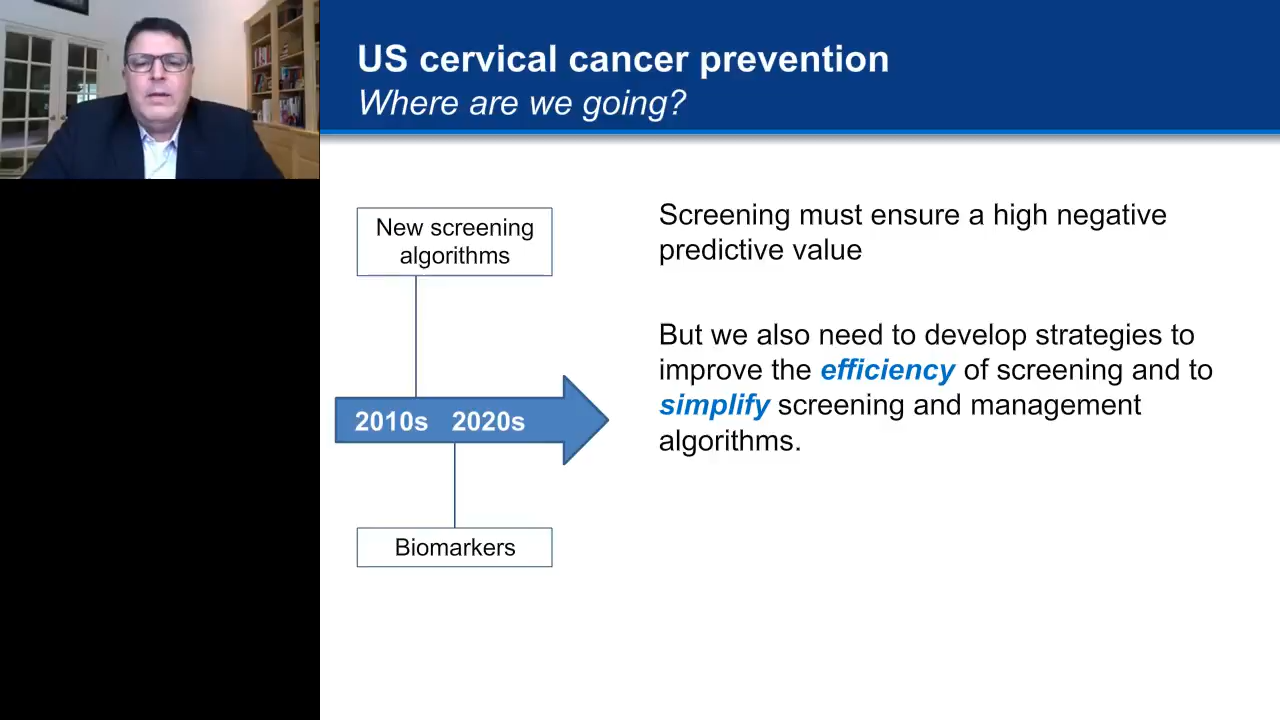 US cervical cancer prevention
Where are we going?
New screening
algorithms
2010s 2020s
Biomarkers
Screening must ensure a high negative
predictive value
But we also need to develop strategies to
improve the efficiency of screening and to
simplify screening and management
algorithms.